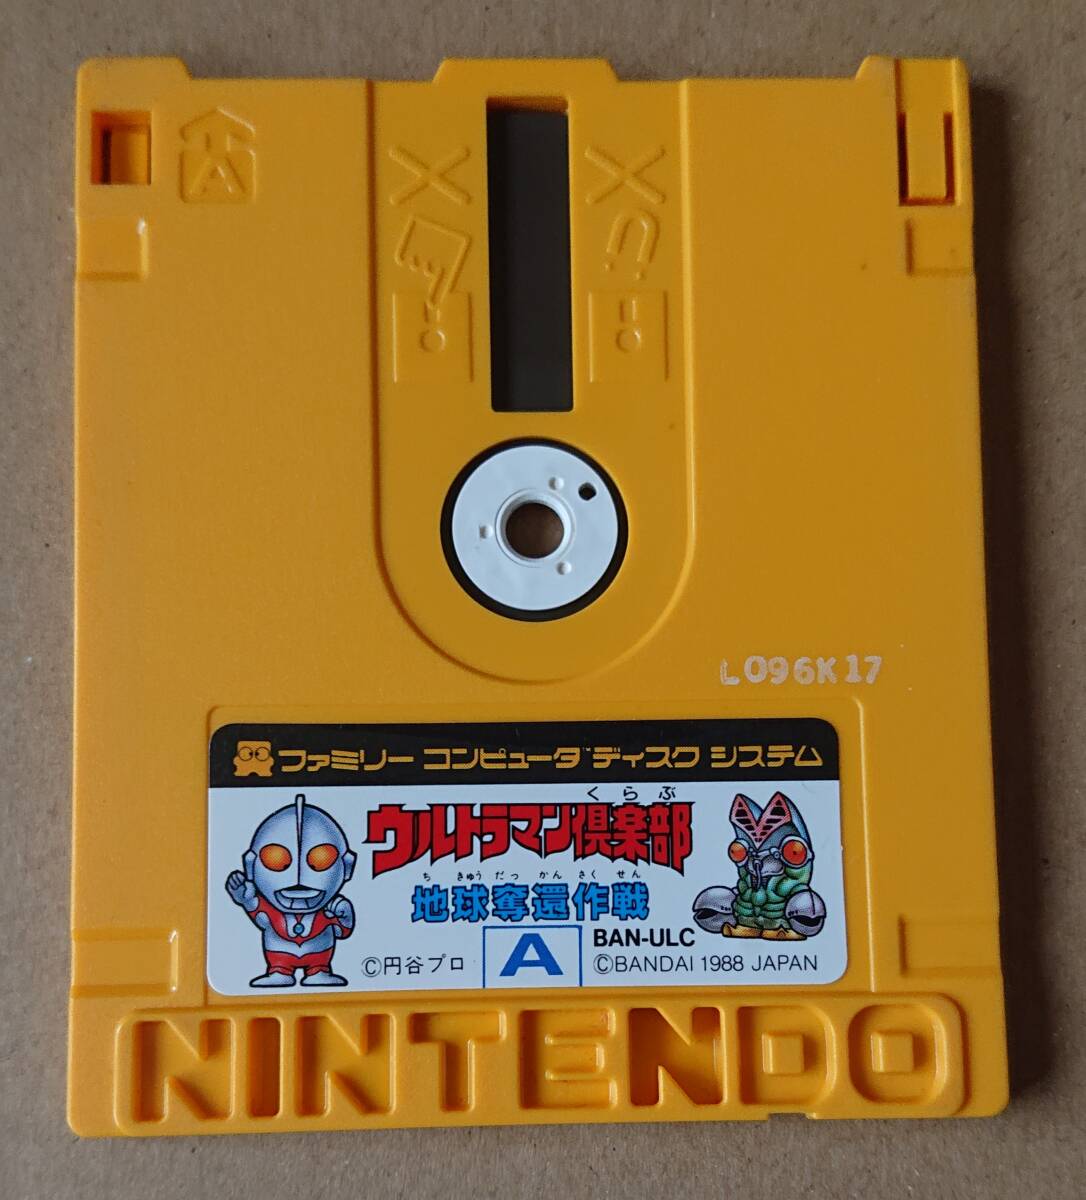 A
L096K17
ファミリー コンピュータ™ ディスク システム
くらぶ
ウルトラマン倶楽部
ち きゅう だっ かん さく せん
地球奪還作戦
BAN-ULC
©円谷プロ A ©BANDAI 1988 JAPAN
NINTENDO